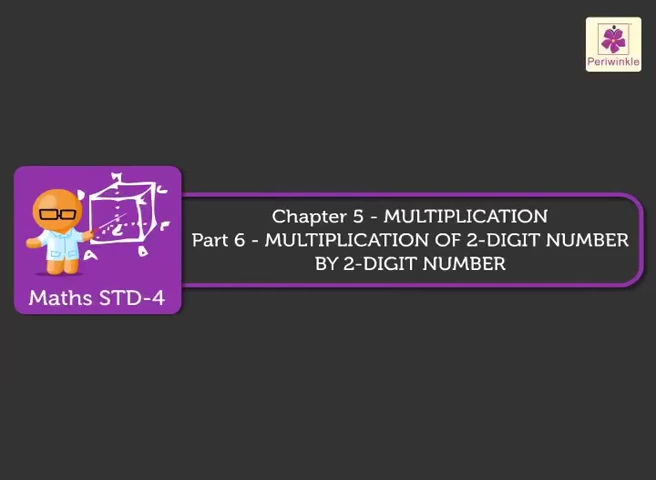 Periwinkle
Chapter 5 - MULTIPLICATION
Part 6 - MULTIPLICATION OF 2-DIGIT NUMBER
BY 2-DIGIT NUMBER
Maths STD-4